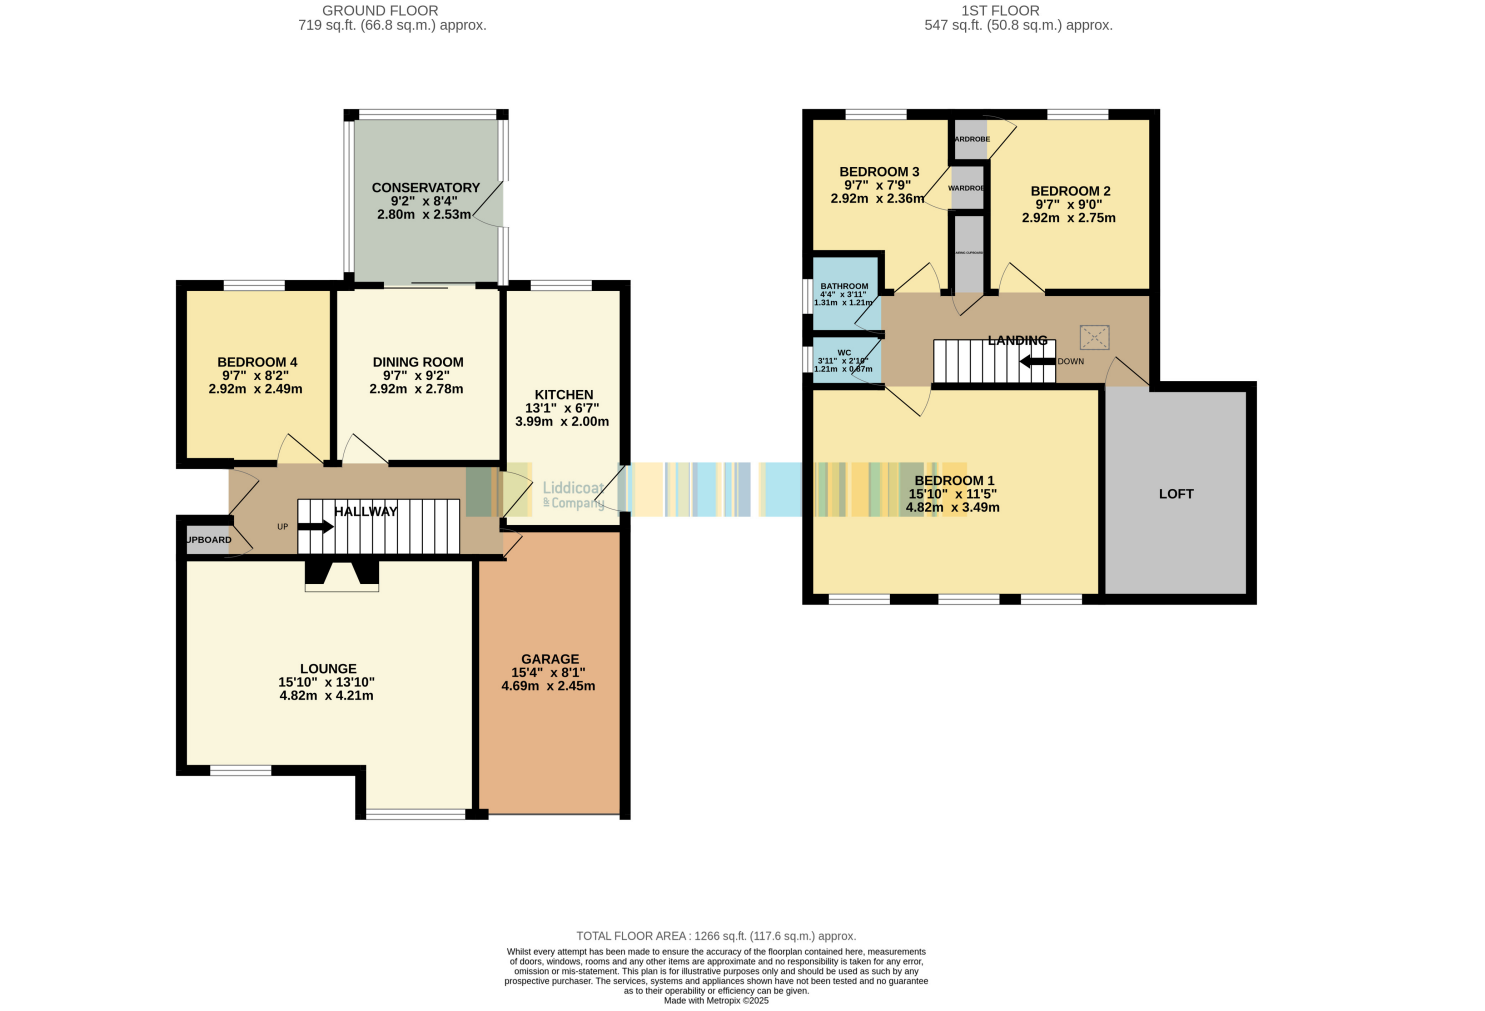 GROUND FLOOR
719 sq.ft. (66.8 sq.m.) approx.
1ST FLOOR
547 sq.ft. (50.8 sq.m.) approx.
CONSERVATORY
9'2" x 8'4"
2.80m x 2.53m
BEDROOM 4
9'7" x 8'2"
2.92m x 2.49m
DINING ROOM
9'7" x 9'2"
2.92m x 2.78m
KITCHEN
13'1" x 6'7"
3.99m x 2.00m
Liddicoat
& Company
HALLWAY
UP
UPBOARD
LOUNGE
15'10" x 13'10"
4.82m x 4.21m
GARAGE
15'4" x 8'1"
4.69m x 2.45m
BEDROOM 3
9'7" x 7'9"
2.92m x 2.36m
ARDROBE
WARDROBE
BEDROOM 2
9'7" x 9'0"
2.92m x 2.75m
BATHROOM
4'4" x 3'11"
1.31m x 1.21m
WC
3'11" x 2'10"
1.21m x 0.87m
LANDING
DOWN
BEDROOM 1
15'10" x 11'5"
4.82m x 3.49m
LOFT
TOTAL FLOOR AREA : 1266 sq.ft. (117.6 sq.m.) approx.
Whilst every attempt has been made to ensure the accuracy of the floorplan contained here, measurements
of doors, windows, rooms and any other items are approximate and no responsibility is taken for any error,
omission or mis-statement. This plan is for illustrative purposes only and should be used as such by any
prospective purchaser. The services, systems and appliances shown have not been tested and no guarantee
as to their operability or efficiency can be given.
Made with Metropix ©2025